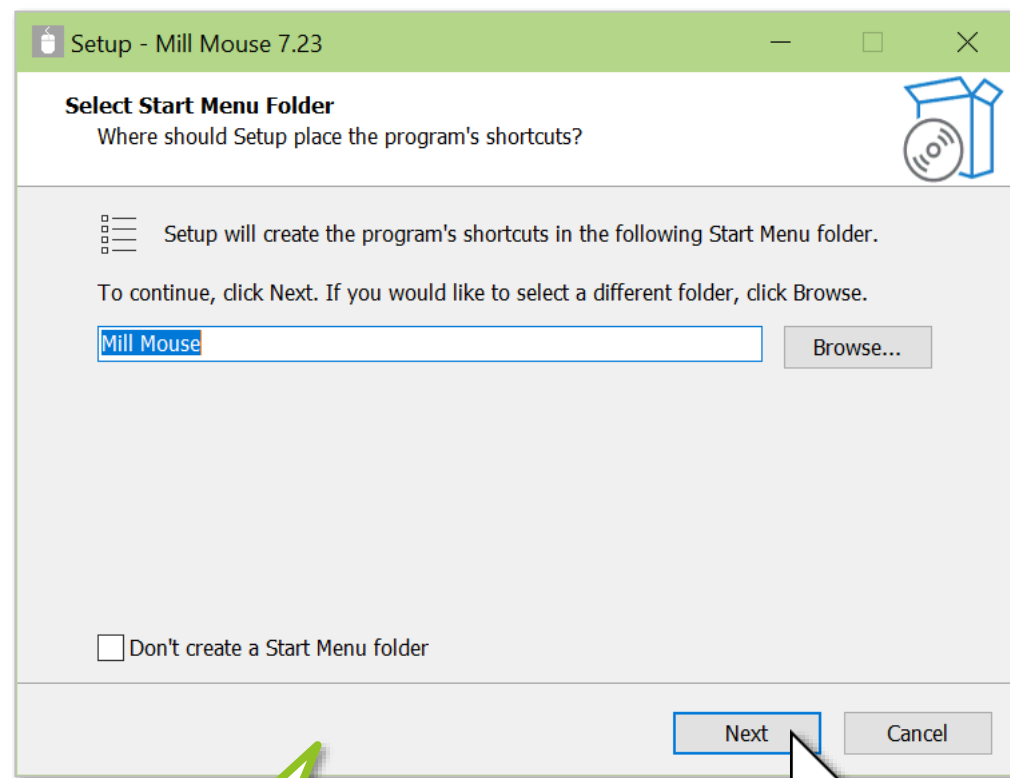 Setup - Mill Mouse 7.23
Select Start Menu Folder
Where should Setup place the program's shortcuts?
Setup will create the program's shortcuts in the following Start Menu folder.
To continue, click Next. If you would like to select a different folder, click Browse.
Mill Mouse
Browse...
Don't create a Start Menu folder
Next
Cancel